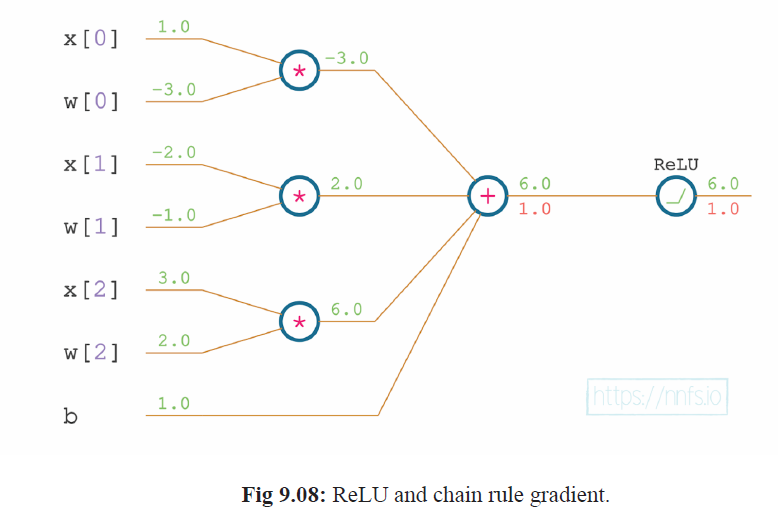 x[0] 1.0
-3.0
w[0] -3.0
*
x[1] -2.0
ReLU
2.0
*
+
6.0
6.0
1.0
1.0
w[1] -1.0
x[2] 3.0
6.0
*
w[2] 2.0
b 1.0
https://nnfs.io
Fig 9.08: ReLU and chain rule gradient.